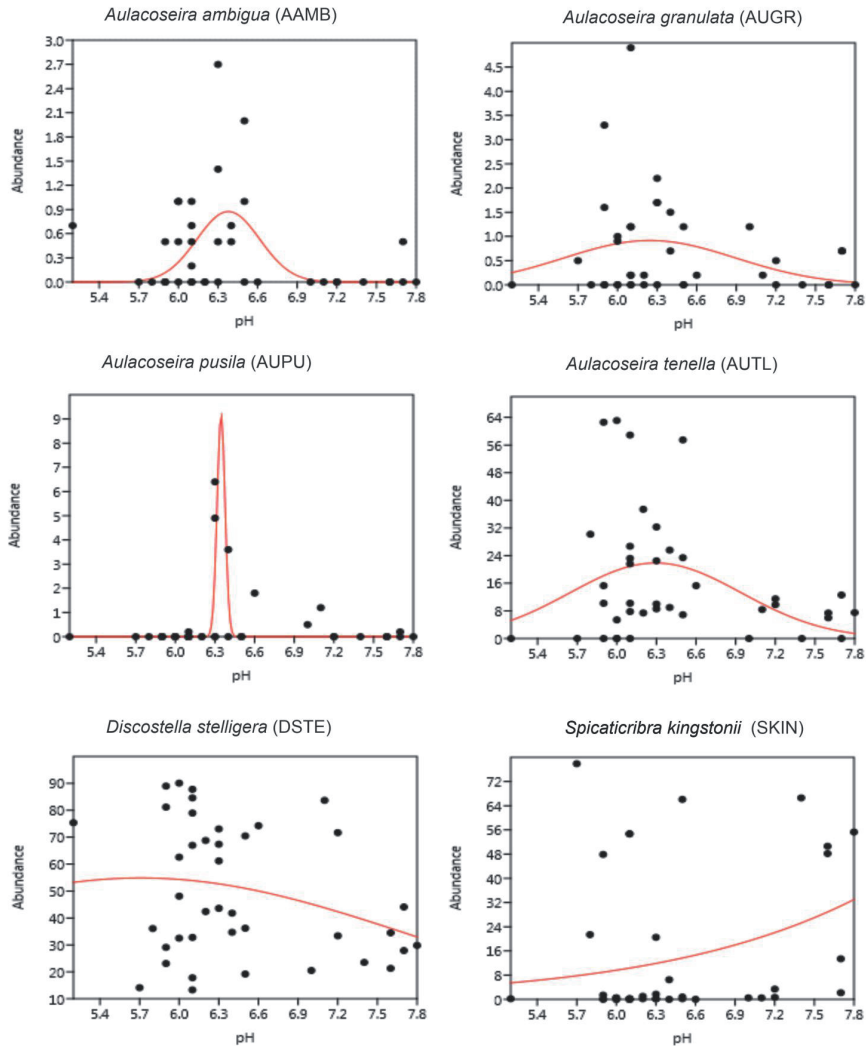 Aulacoseira ambigua (AAMB)
3.0
2.7
2.4
2.1
1.8
1.5
1.2
0.9
0.6
0.3
0.0
Abundance
5.4 5.7 6.0 6.3 6.6 6.9 7.2 7.5 7.8
pH
Aulacoseira granulata (AUGR)
4.5
4.0
3.5
3.0
2.5
2.0
1.5
1.0
0.5
0.0
Abundance
5.4 5.7 6.0 6.3 6.6 6.9 7.2 7.5 7.8
pH
Aulacoseira pusila (AUPU)
9
8
7
6
5
4
3
2
1
0
Abundance
5.4 5.7 6.0 6.3 6.6 6.9 7.2 7.5 7.8
pH
Aulacoseira tenella (AUTL)
64
56
48
40
32
24
16
8
0
Abundance
5.4 5.7 6.0 6.3 6.6 6.9 7.2 7.5 7.8
pH
Discostella stelligera (DSTE)
90
80
70
60
50
40
30
20
10
Abundance
5.4 5.7 6.0 6.3 6.6 6.9 7.2 7.5 7.8
pH
Spicaticribra kingstonii (SKIN)
72
64
56
48
40
32
24
16
8
0
Abundance
5.4 5.7 6.0 6.3 6.6 6.9 7.2 7.5 7.8
pH